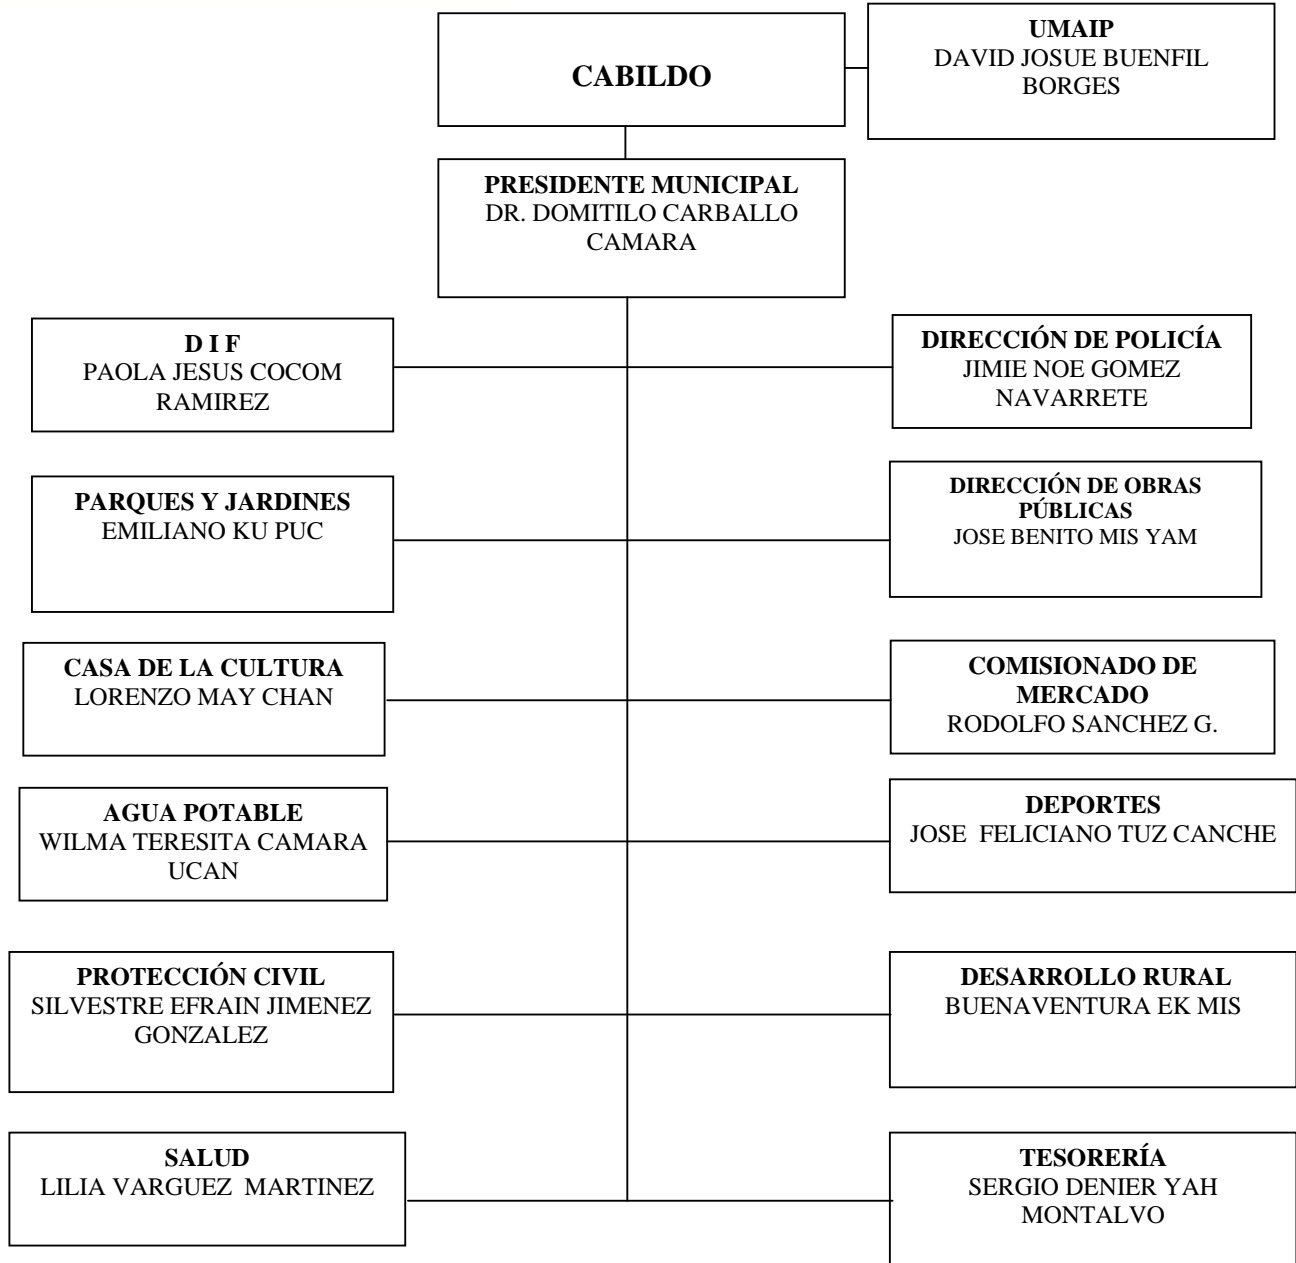 CABILDO
UMAIP
DAVID JOSUE BUENFIL
BORGES
PRESIDENTE MUNICIPAL
DR. DOMITILO CARBALLO
CAMARA
D I F
PAOLA JESUS COCOM
RAMIREZ
DIRECCIÓN DE POLICÍA
JIMIE NOE GOMEZ
NAVARRETE
PARQUES Y JARDINES
EMILIANO KU PUC
DIRECCIÓN DE OBRAS
PÚBLICAS
JOSE BENITO MIS YAM
CASA DE LA CULTURA
LORENZO MAY CHAN
COMISIONADO DE
MERCADO
RODOLFO SANCHEZ G.
AGUA POTABLE
WILMA TERESITA CAMARA
UCAN
DEPORTES
JOSE  FELICIANO TUZ CANCHE
PROTECCIÓN CIVIL
SILVESTRE EFRAIN JIMENEZ
GONZALEZ
DESARROLLO RURAL
BUENAVENTURA EK MIS
SALUD
LILIA VARGUEZ  MARTINEZ
TESORERÍA
SERGIO DENIER YAH
MONTALVO